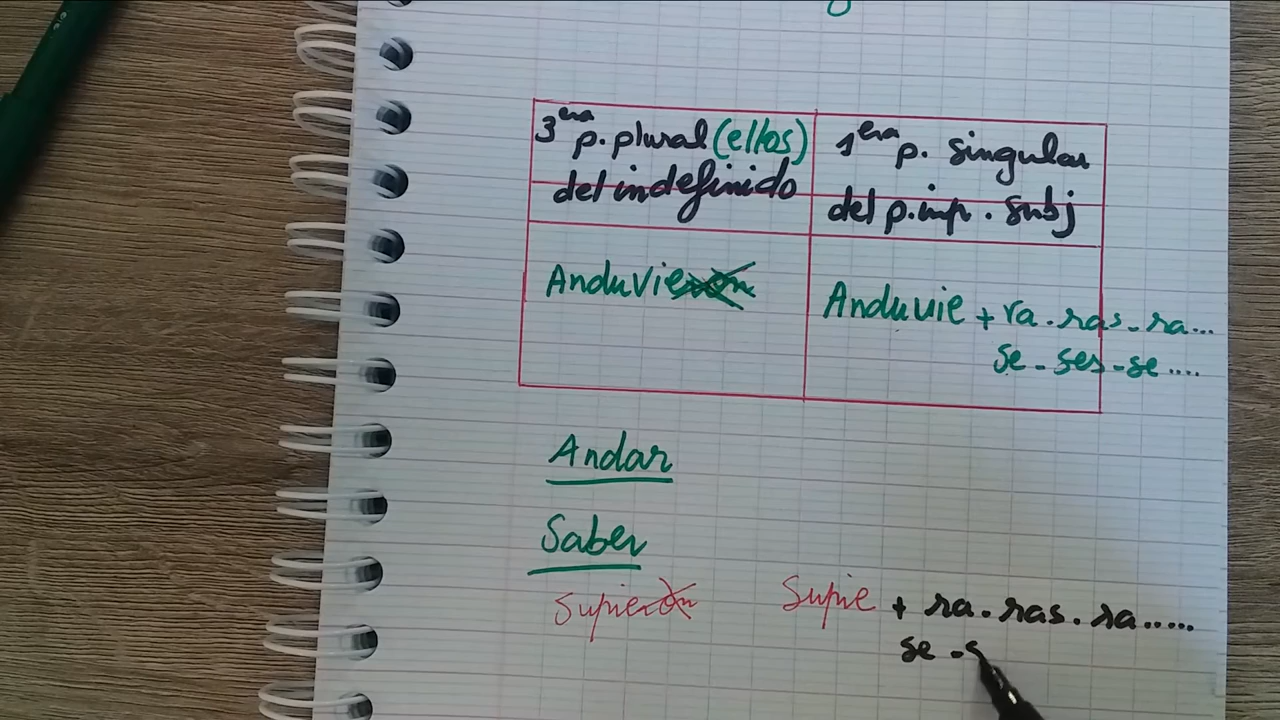 3era p. plural (ellos)
del indefinido
1era p. singular
del p.imp. subj
Anduvieron
Anduvie + ra. ras. ra...
se - ses - se....
Andar
Saber
Supieron
Supie + ra. ras. ra.....
se - s